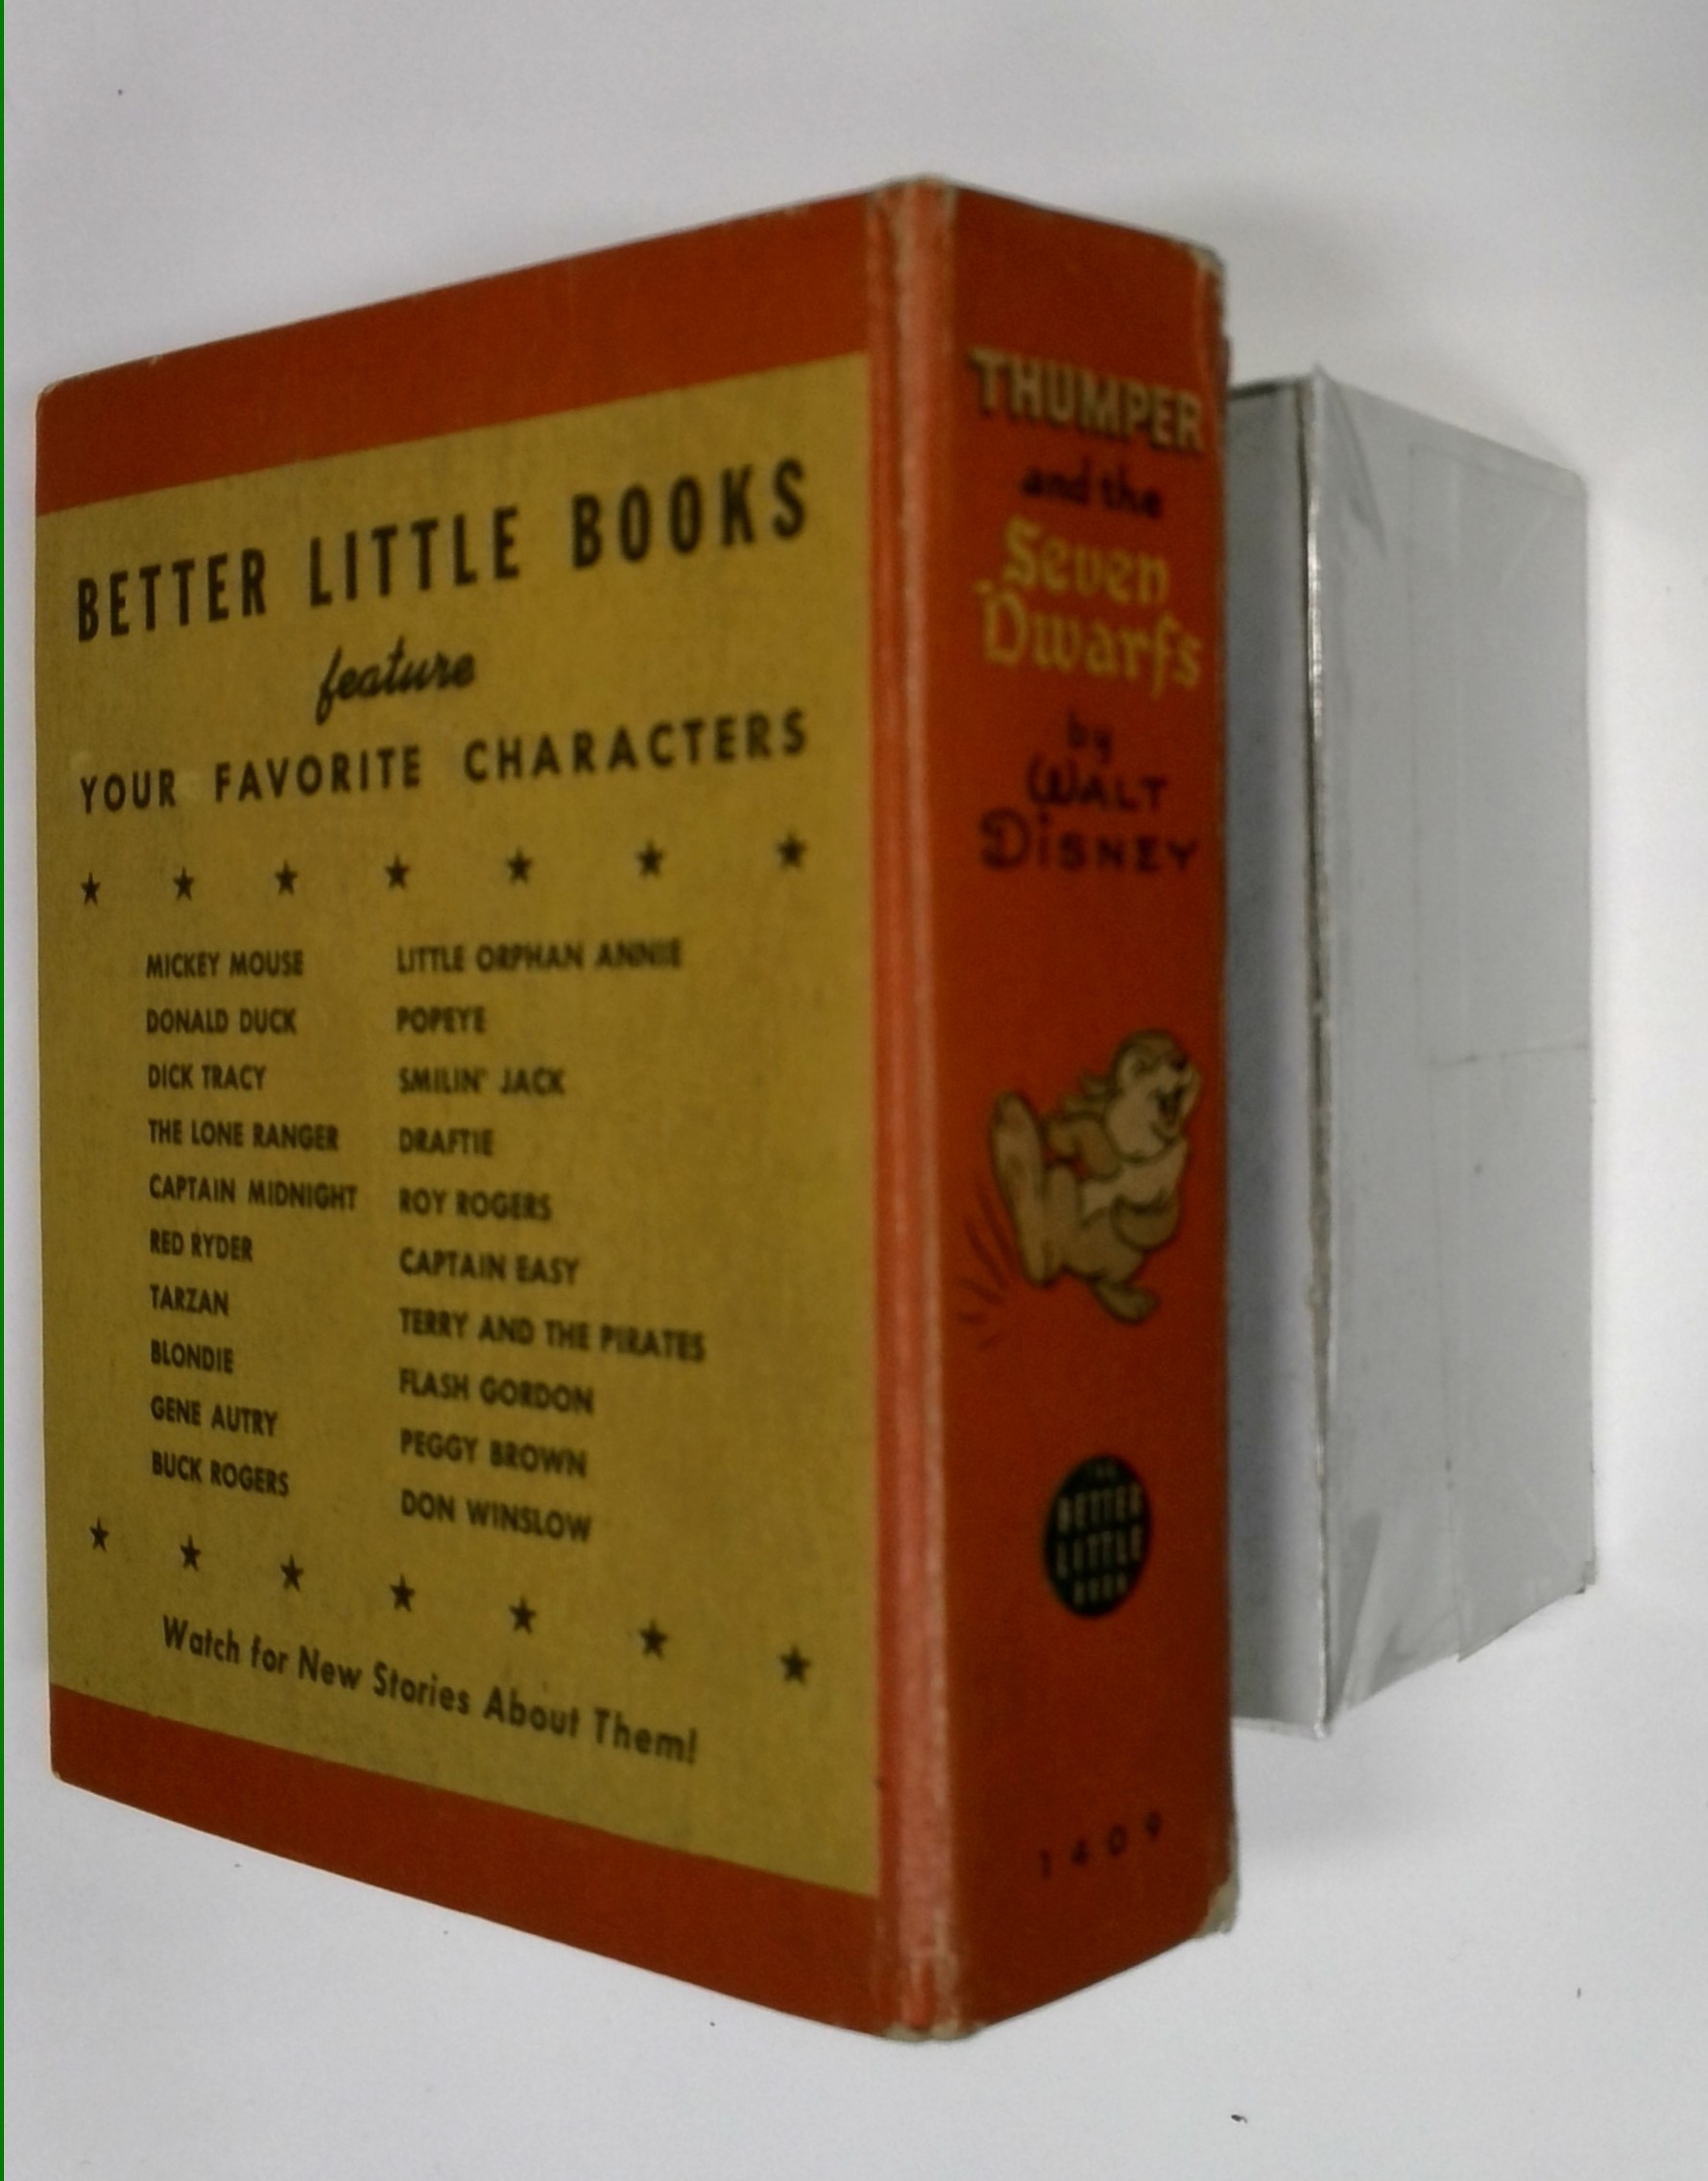 BETTER LITTLE BOOKS
feature
YOUR FAVORITE CHARACTERS
MICKEY MOUSE
DONALD DUCK
DICK TRACY
THE LONE RANGER
CAPTAIN MIDNIGHT
RED RYDER
TARZAN
BLONDIE
GENE AUTRY
BUCK ROGERS
LITTLE ORPHAN ANNIE
POPEYE
SMILIN' JACK
DRAFTIE
ROY ROGERS
CAPTAIN EASY
TERRY AND THE PIRATES
FLASH GORDON
PEGGY BROWN
DON WINSLOW
Watch for New Stories About Them!
THUMPER
and the
Seven
Dwarfs
by
WALT
DISNEY
THE
BETTER
LITTLE
BOOK
1409